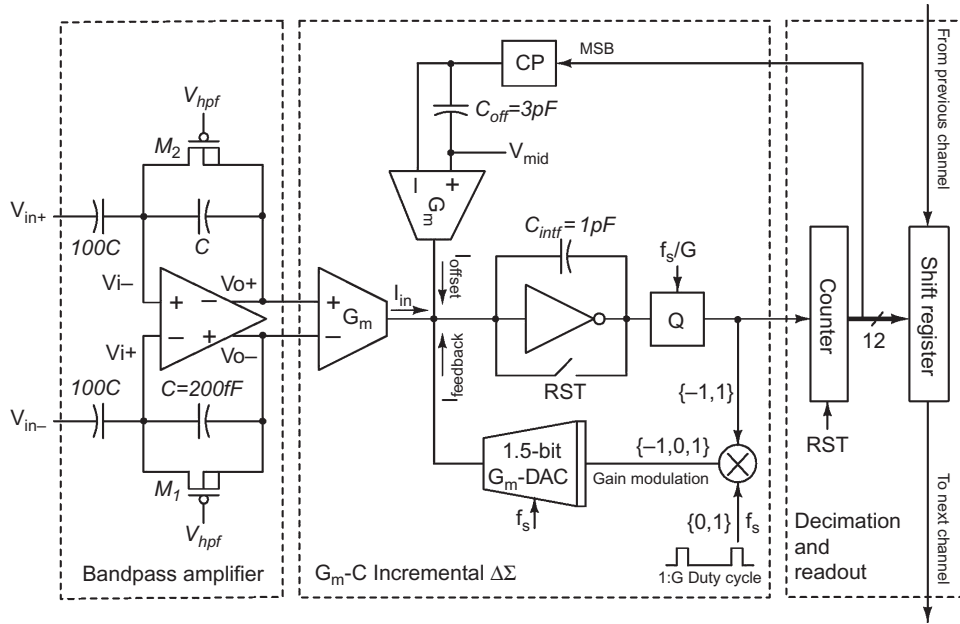 From previous channel
CP
MSB
C_off=3pF
V_mid
− +
G_m
V_hpf
M_2
V_in+
100C
C
Vi−
Vo+
+ −
− +
Vi+
Vo−
100C
C=200fF
V_in−
M_1
V_hpf
Bandpass amplifier
+
G_m
−
I_in
I_offset
I_feedback
C_intf=1pF
RST
f_s/G
Q
{−1,1}
{−1,0,1}
1.5-bit
G_m-DAC
Gain modulation
f_s
{0,1}
f_s
1:G Duty cycle
G_m-C Incremental ΔΣ
Counter
12
RST
Shift register
Decimation and
readout
To next channel